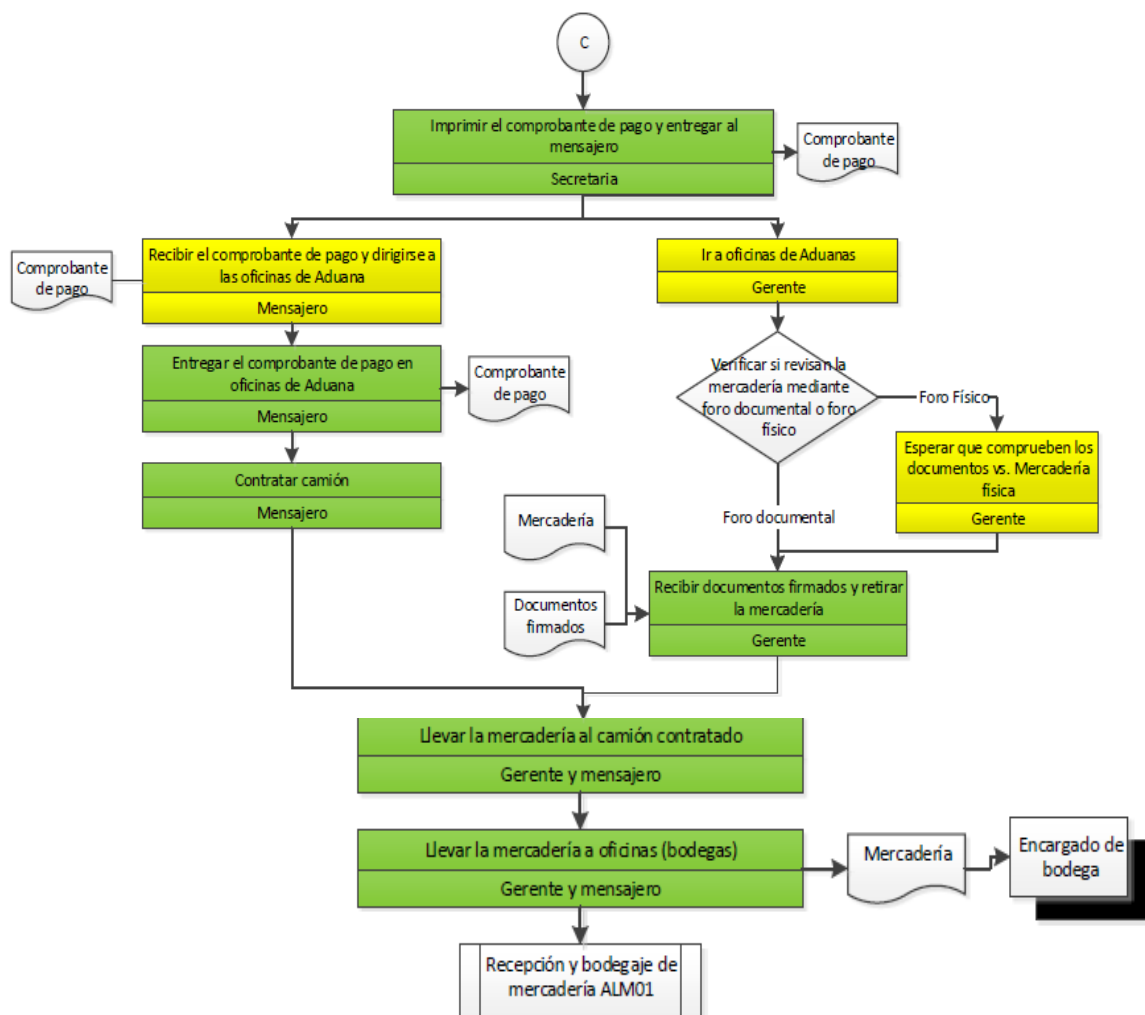 C
Imprimir el comprobante de pago y entregar al
mensajero
Secretaria
Comprobante
de pago
Comprobante
de pago
Recibir el comprobante de pago y dirigirse a
las oficinas de Aduana
Mensajero
Ir a oficinas de Aduanas
Gerente
Entregar el comprobante de pago en
oficinas de Aduana
Mensajero
Comprobante
de pago
Verificar si revisan la
mercadería mediante
foro documental o foro
físico
Foro Físico
Esperar que comprueben los
documentos vs. Mercadería
física
Gerente
Contratar camión
Mensajero
Foro documental
Mercadería
Documentos
firmados
Recibir documentos firmados y retirar
la mercadería
Gerente
Llevar la mercadería al camión contratado
Gerente y mensajero
Llevar la mercadería a oficinas (bodegas)
Gerente y mensajero
Mercadería
Encargado de
bodega
Recepción y bodegaje de
mercadería ALM01